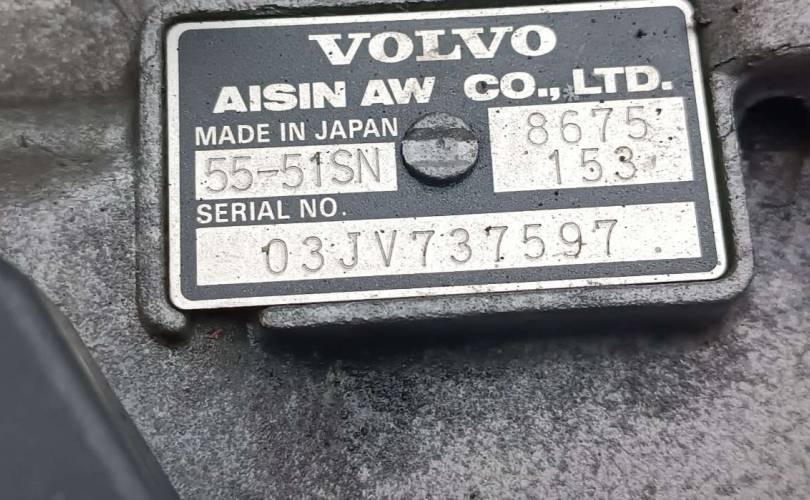 VOLVO
AISIN AW CO., LTD.
MADE IN JAPAN
8675
55-51SN
153
SERIAL NO.
03JV737597